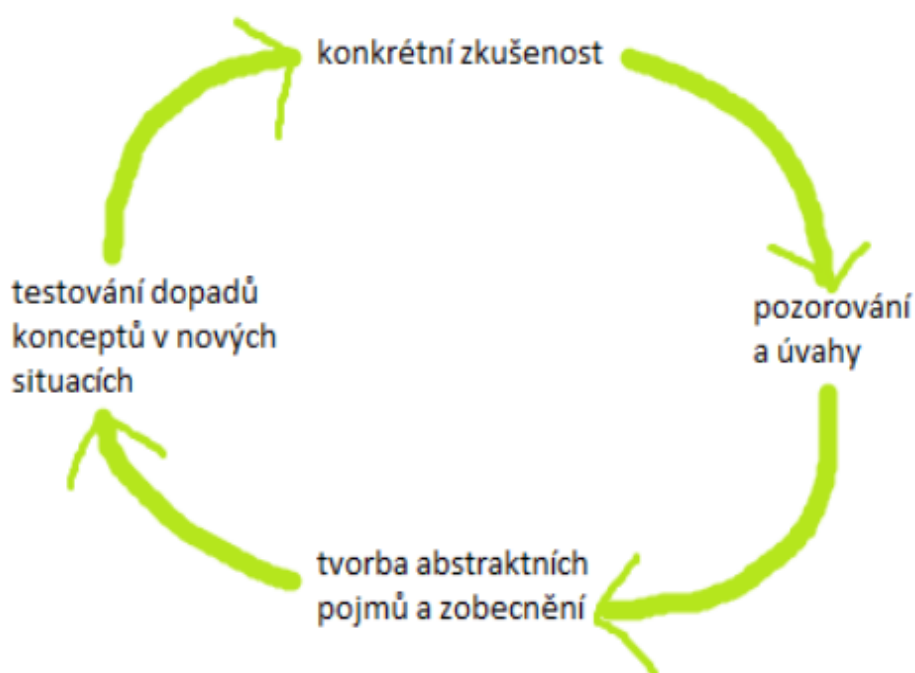 konkrétní zkušenost
pozorování
a úvahy
tvorba abstraktních
pojmů a zobecnění
testování dopadů
konceptů v nových
situacích